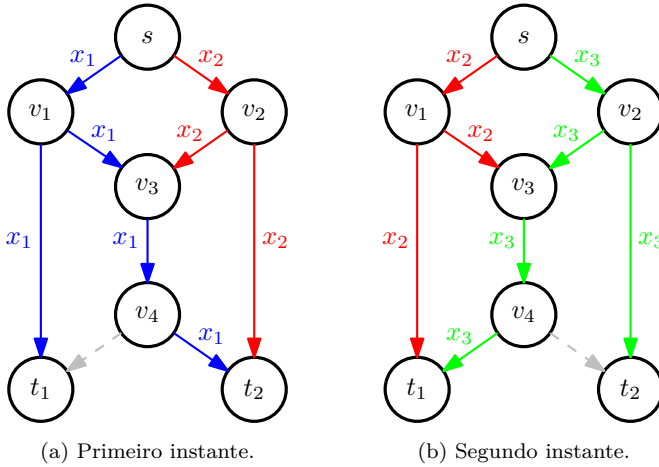 s
x₁ x₂
v₁ v₂
x₁ x₂
v₃
x₁ x₁ x₂
v₄
x₁
t₁ t₂
(a) Primeiro instante.
s
x₂ x₃
v₁ v₂
x₂ x₃
v₃
x₂ x₃ x₃
v₄
x₃
t₁ t₂
(b) Segundo instante.